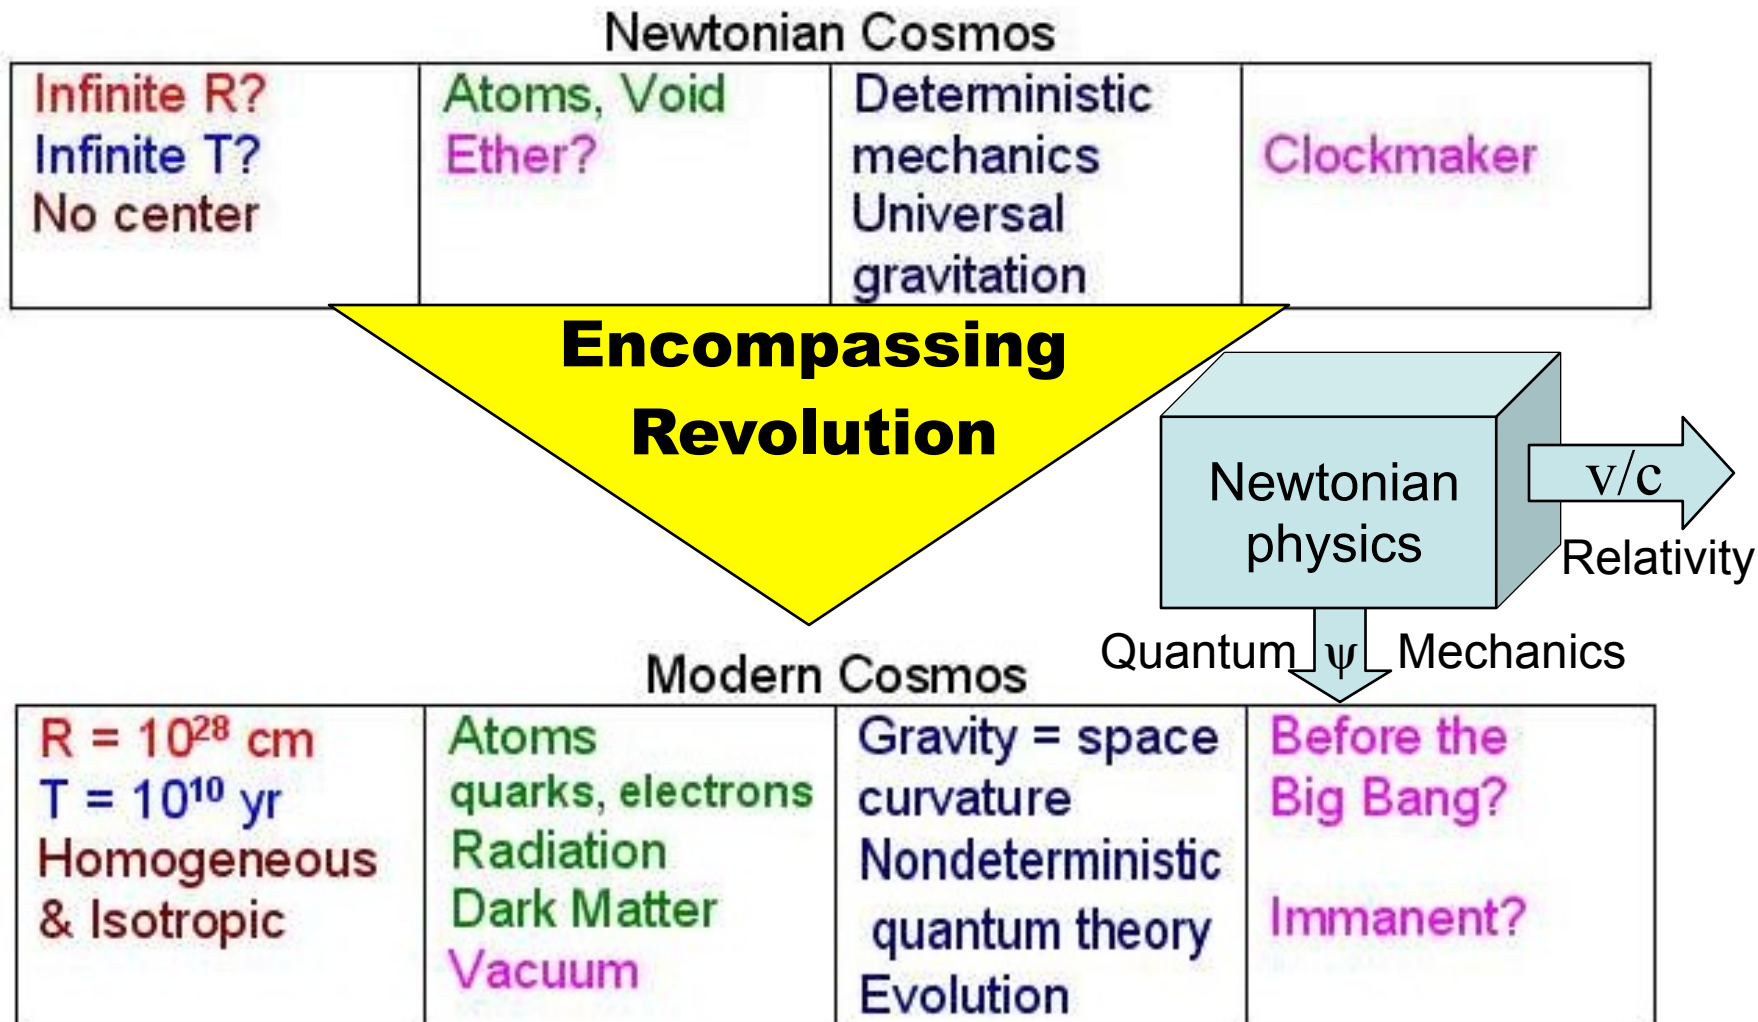 Newtonian Cosmos
Infinite R?
Infinite T?
No center
Atoms, Void
Ether?
Deterministic
mechanics
Universal
gravitation
Clockmaker
Encompassing
Revolution
Newtonian
physics
v/c
Relativity
Quantum ψ Mechanics
Modern Cosmos
R = 10²⁸ cm
T = 10¹⁰ yr
Homogeneous
& Isotropic
Atoms
quarks, electrons
Radiation
Dark Matter
Vacuum
Gravity = space
curvature
Nondeterministic
quantum theory
Evolution
Before the
Big Bang?
Immanent?